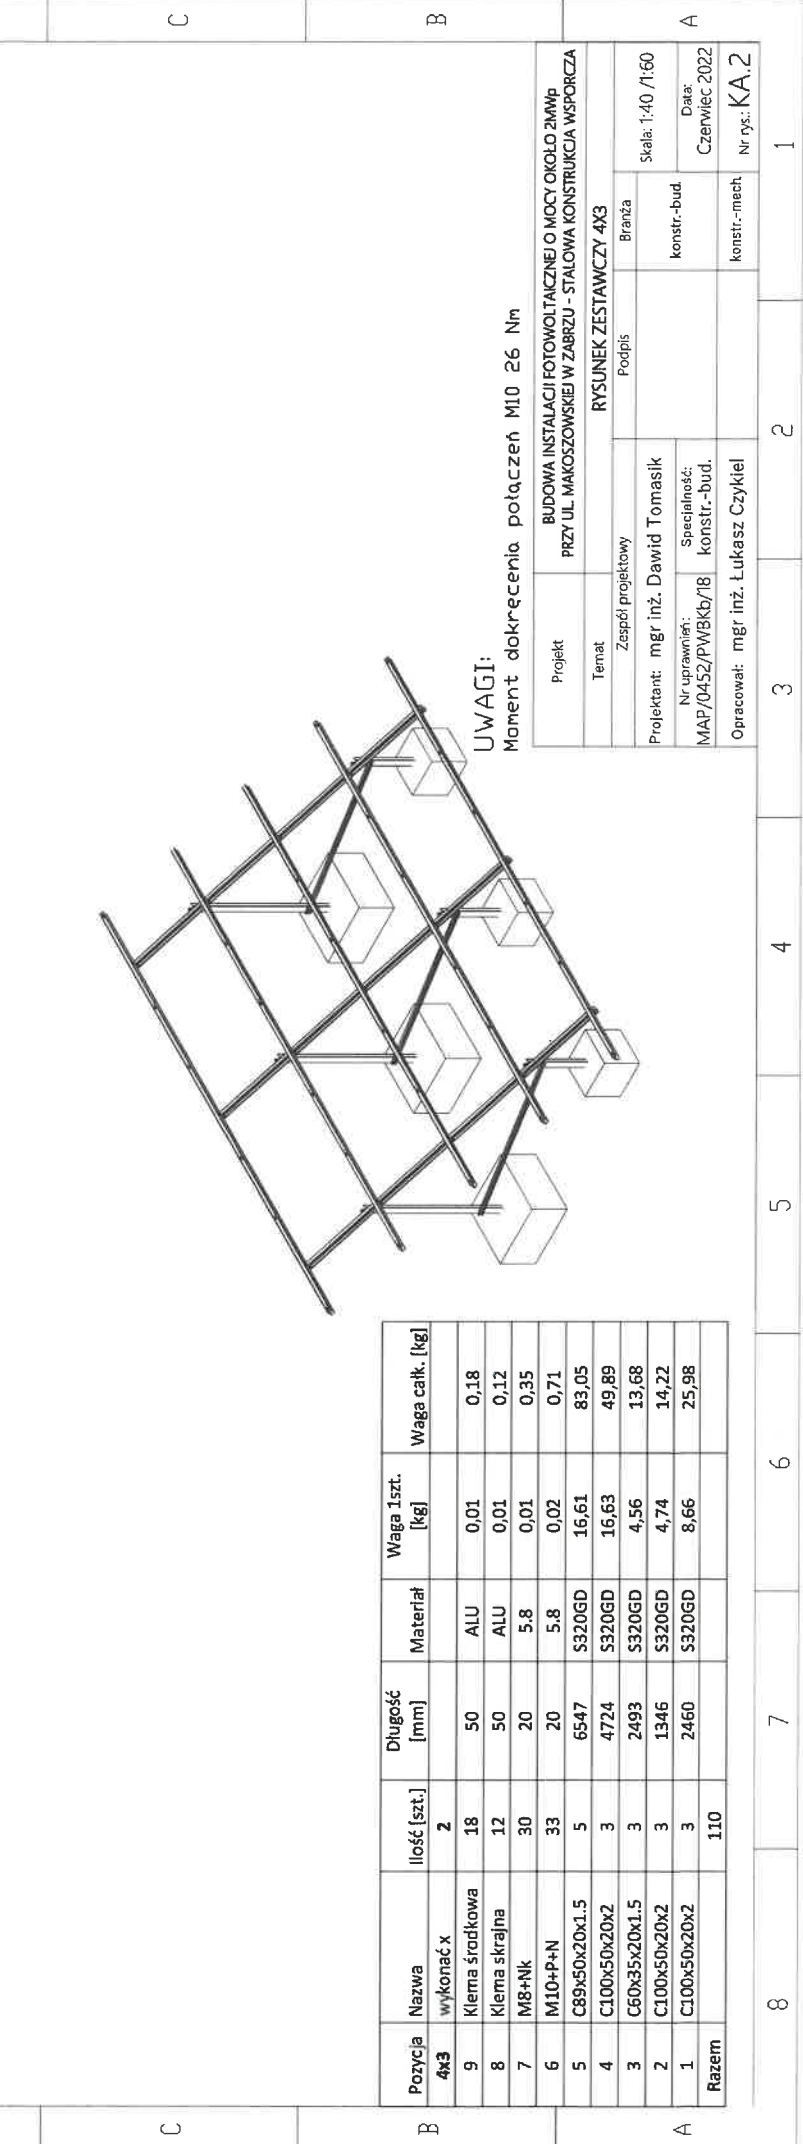 C
B
A
UWAGI:
Moment dokręcenia połączeń M10 26 Nm
Projekt
BUDOWA INSTALACJI FOTOWOLTAICZNEJ O MOCY OKOŁO 2MWp
PRZY UL. MAKOSZOWSKIEJ W ZABRZU - STALOWA KONSTRUKCJA WSPORCZA
Temat
RYSUNEK ZESTAWCZY 4X3
Zespół projektowy
Podpis
Branża
Skala: 1:40 /1:60
Projektant: mgr inż. Dawid Tomasik
konstr.-bud.
Nr uprawnień:
MAP/0452/PWBKb/18
Specjalność:
konstr.-bud.
Data:
Czerwiec 2022
Opracował: mgr inż. Łukasz Czykiel
konstr.-mech.
Nr rys.: KA.2
Pozycja Nazwa Ilość [szt.] Długość [mm] Materiał Waga 1szt. [kg] Waga całk. [kg]
4x3 wykonać x 2
9 Klema środkowa 18 50 ALU 0,01 0,18
8 Klema skrajna 12 50 ALU 0,01 0,12
7 M8+Nk 30 20 5.8 0,01 0,35
6 M10+P+N 33 20 5.8 0,02 0,71
5 C89x50x20x1.5 5 6547 S320GD 16,61 83,05
4 C100x50x20x2 3 4724 S320GD 16,63 49,89
3 C60x35x20x1.5 3 2493 S320GD 4,56 13,68
2 C100x50x20x2 3 1346 S320GD 4,74 14,22
1 C100x50x20x2 3 2460 S320GD 8,66 25,98
Razem 110
8 7 6 5 4 3 2 1
C
B
A